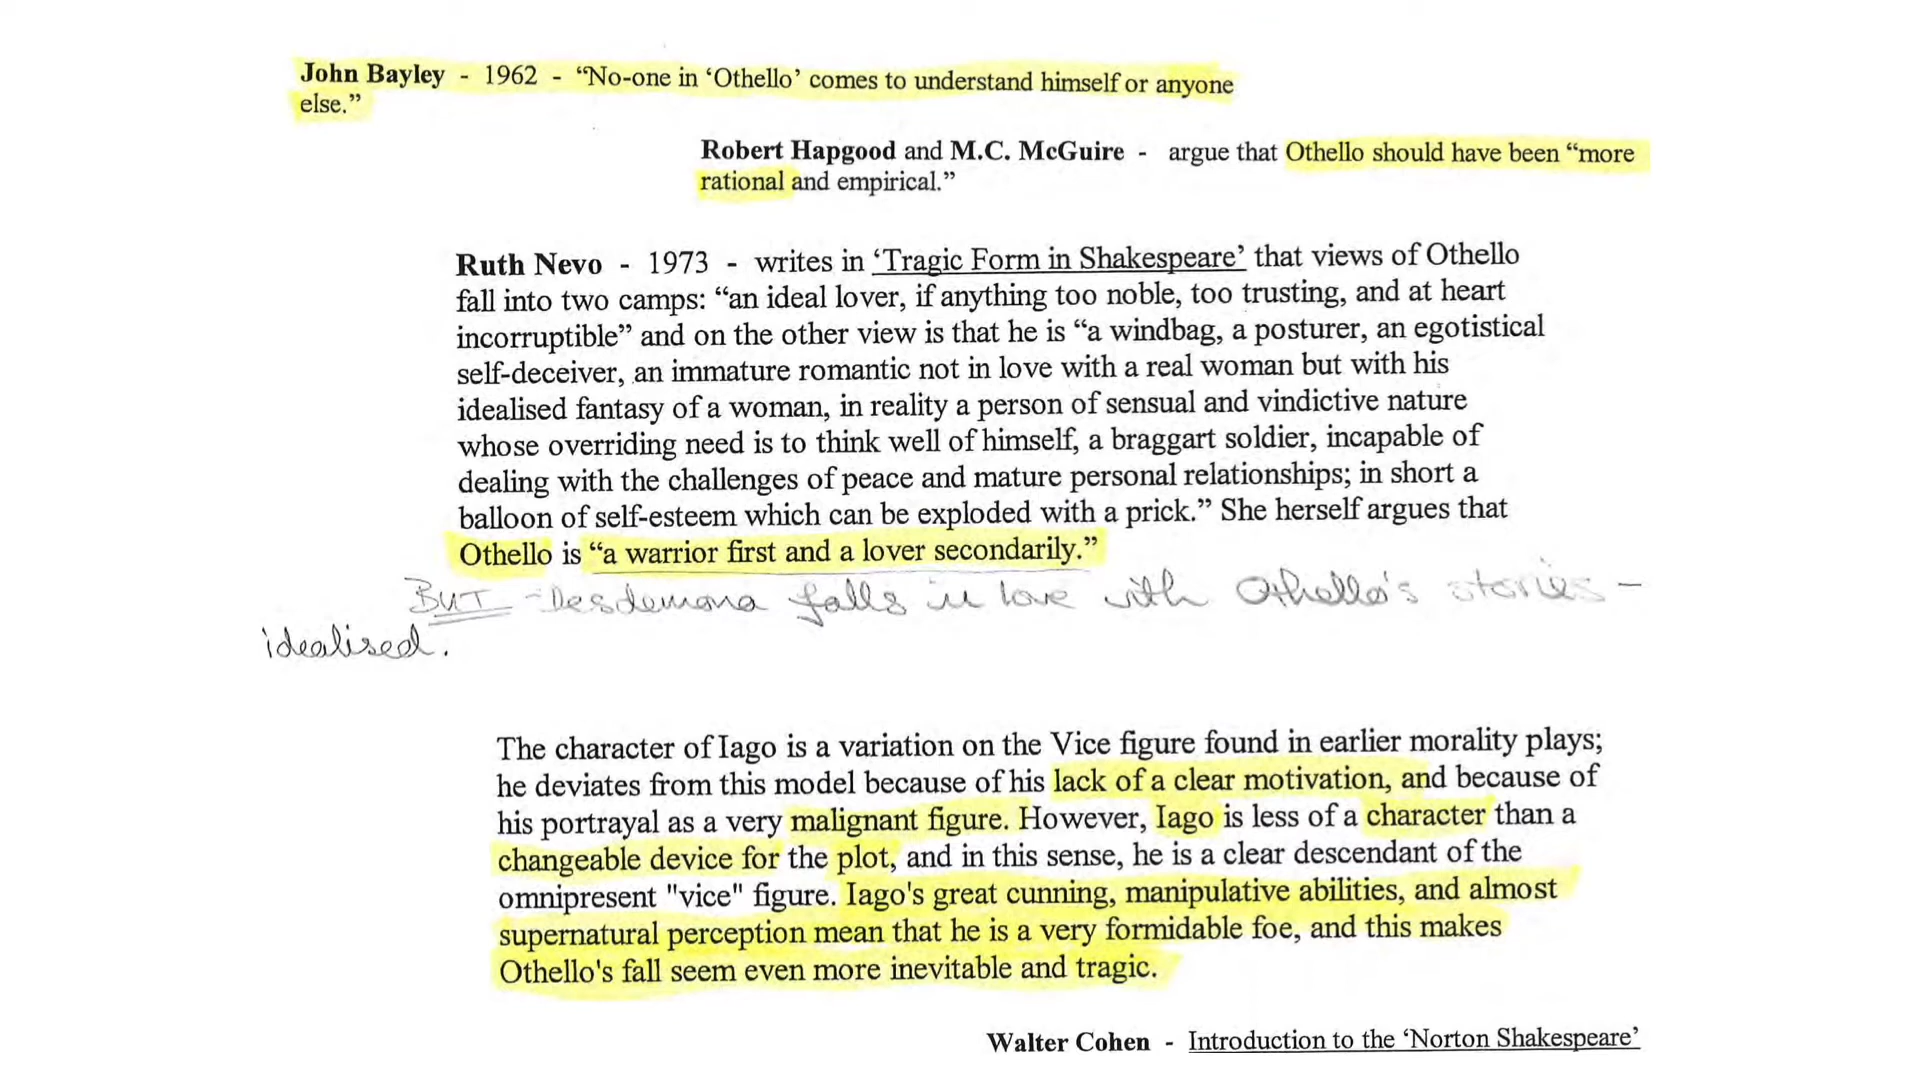 John Bayley - 1962 - “No-one in ‘Othello’ comes to understand himself or anyone
else.”
Robert Hapgood and M.C. McGuire - argue that Othello should have been “more
rational and empirical.”
Ruth Nevo - 1973 - writes in ‘Tragic Form in Shakespeare’ that views of Othello
fall into two camps: “an ideal lover, if anything too noble, too trusting, and at heart
incorruptible” and on the other view is that he is “a windbag, a posturer, an egotistical
self-deceiver, an immature romantic not in love with a real woman but with his
idealised fantasy of a woman, in reality a person of sensual and vindictive nature
whose overriding need is to think well of himself, a braggart soldier, incapable of
dealing with the challenges of peace and mature personal relationships; in short a
balloon of self-esteem which can be exploded with a prick.” She herself argues that
Othello is “a warrior first and a lover secondarily.”
BUT - Desdemona falls in love with Othello's stories -
idealised.
The character of Iago is a variation on the Vice figure found in earlier morality plays;
he deviates from this model because of his lack of a clear motivation, and because of
his portrayal as a very malignant figure. However, Iago is less of a character than a
changeable device for the plot, and in this sense, he is a clear descendant of the
omnipresent "vice" figure. Iago's great cunning, manipulative abilities, and almost
supernatural perception mean that he is a very formidable foe, and this makes
Othello's fall seem even more inevitable and tragic.
Walter Cohen - Introduction to the ‘Norton Shakespeare’